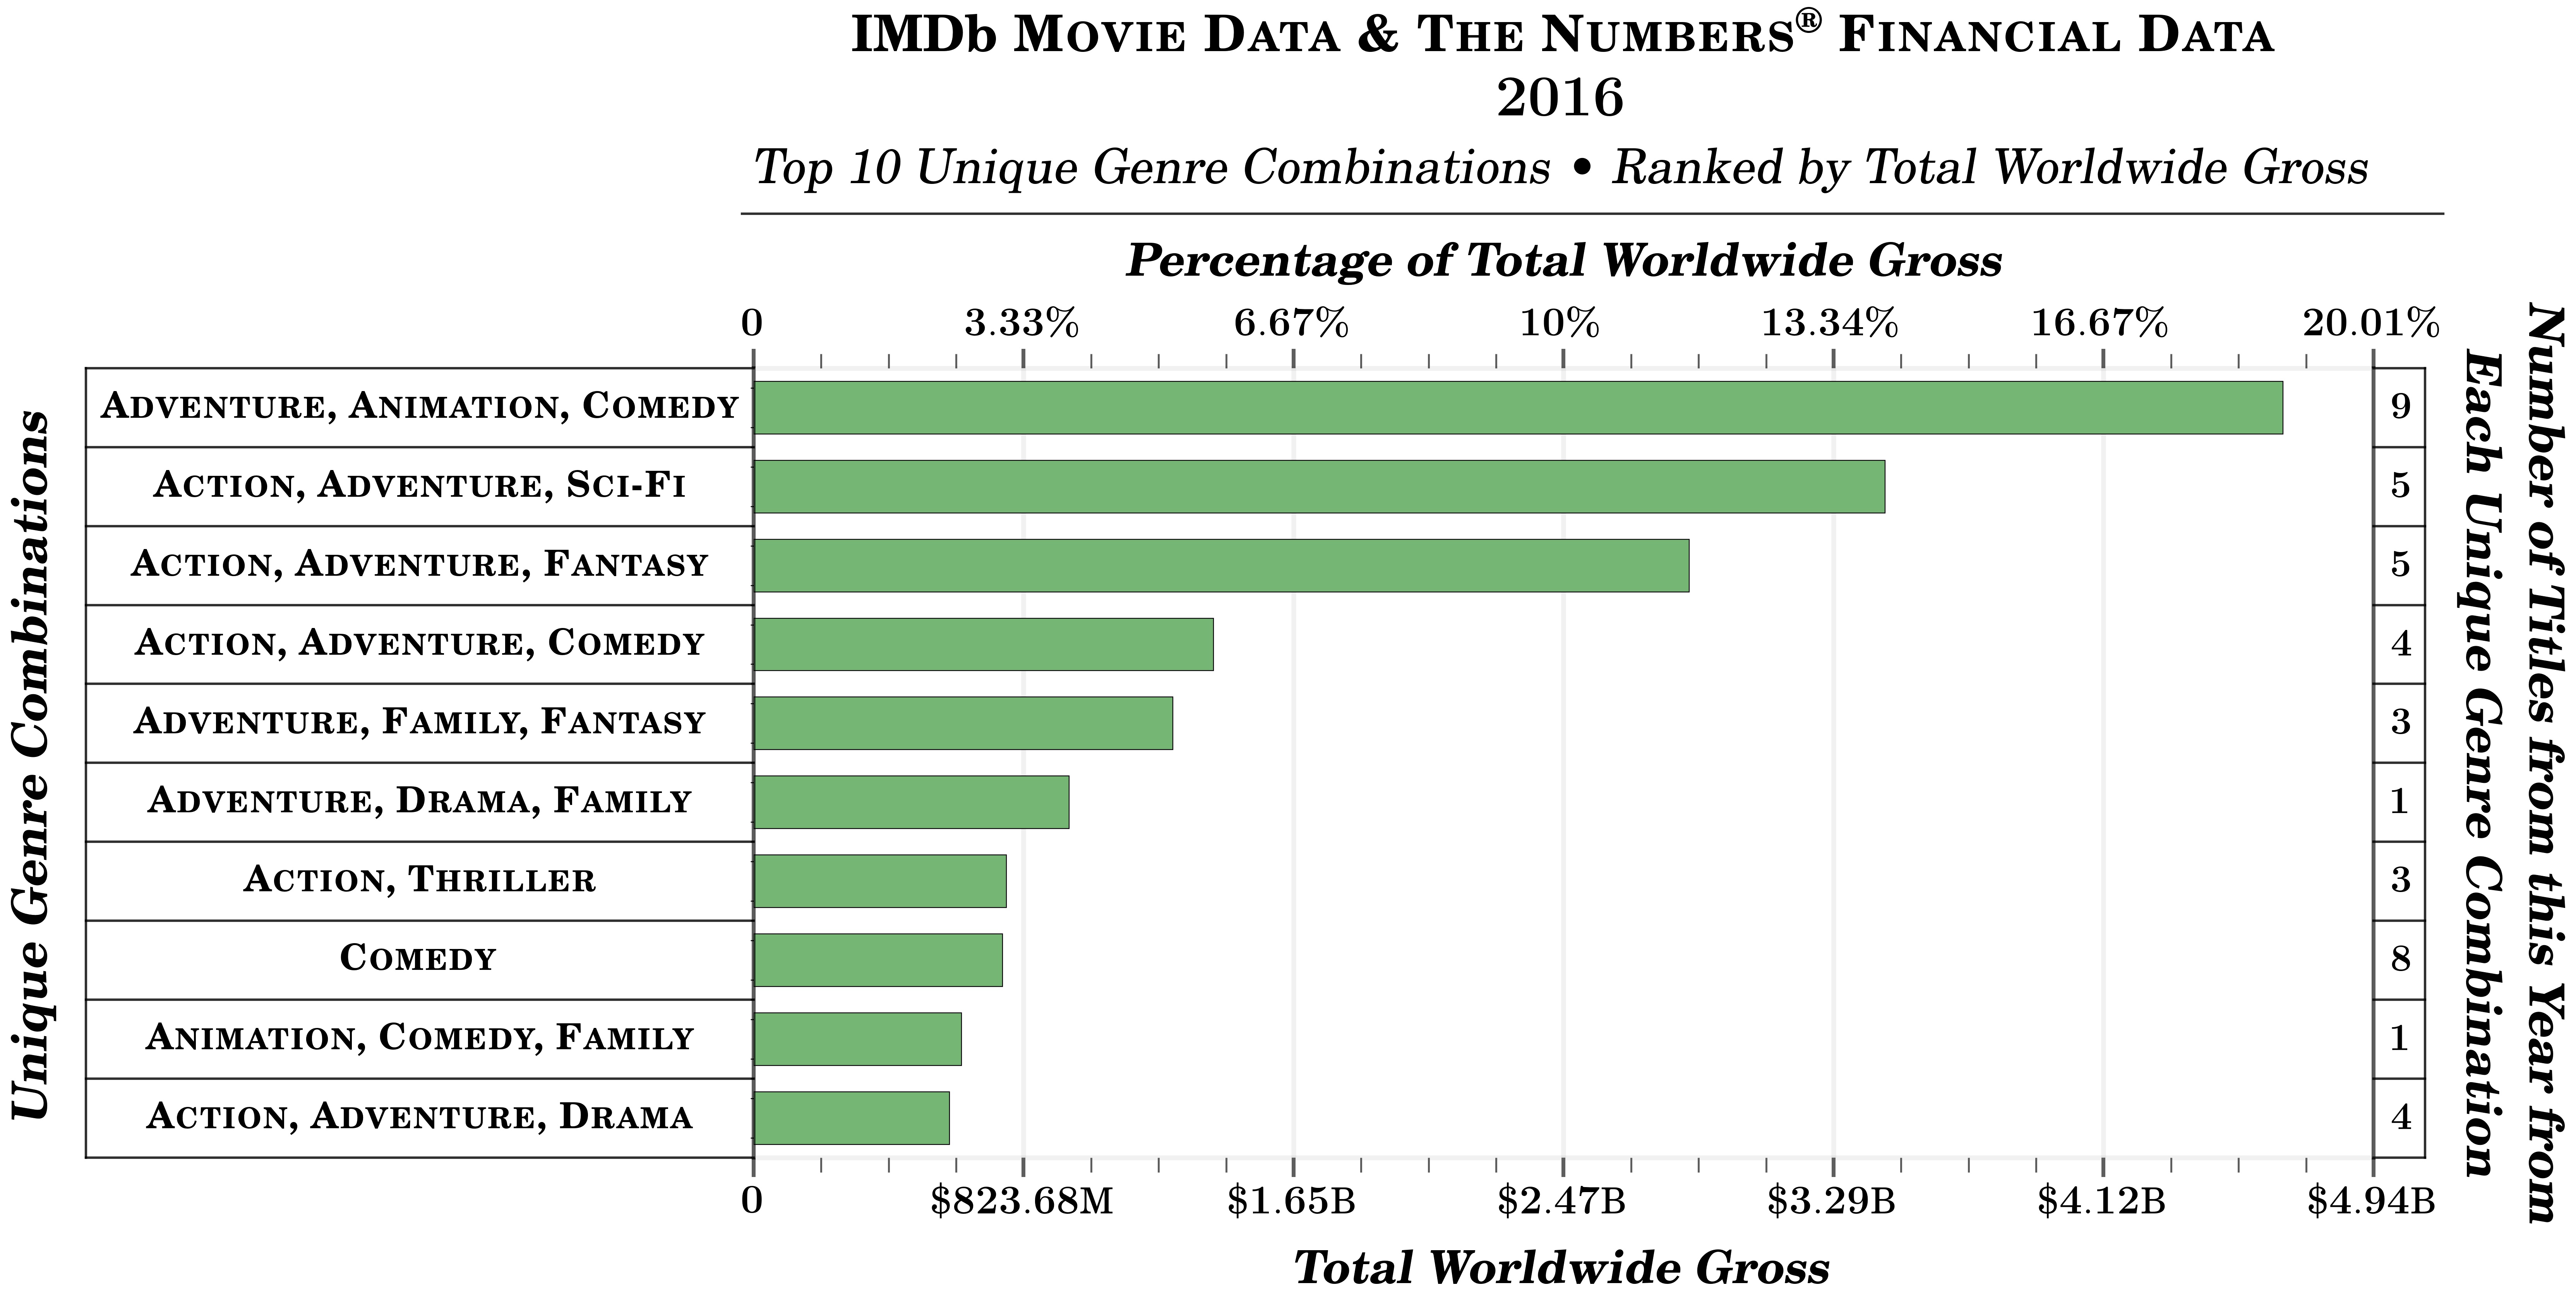 IMDb Movie Data & The Numbers® Financial Data
2016
Top 10 Unique Genre Combinations • Ranked by Total Worldwide Gross
Percentage of Total Worldwide Gross
0 3.33% 6.67% 10% 13.34% 16.67% 20.01%
Unique Genre Combinations
Adventure, Animation, Comedy 9
Action, Adventure, Sci-Fi 5
Action, Adventure, Fantasy 5
Action, Adventure, Comedy 4
Adventure, Family, Fantasy 3
Adventure, Drama, Family 1
Action, Thriller 3
Comedy 8
Animation, Comedy, Family 1
Action, Adventure, Drama 4
Number of Titles from this Year from
Each Unique Genre Combination
0 $823.68M $1.65B $2.47B $3.29B $4.12B $4.94B
Total Worldwide Gross